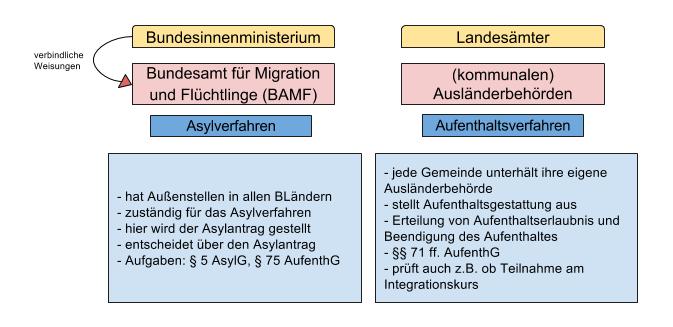 Bundesinnenministerium
verbindliche
Weisungen
Bundesamt für Migration
und Flüchtlinge (BAMF)
Asylverfahren
- hat Außenstellen in allen BLändern
- zuständig für das Asylverfahren
- hier wird der Asylantrag gestellt
- entscheidet über den Asylantrag
- Aufgaben: § 5 AsylG, § 75 AufenthG
Landesämter
(kommunalen)
Ausländerbehörden
Aufenthaltsverfahren
- jede Gemeinde unterhält ihre eigene
Ausländerbehörde
- stellt Aufenthaltsgestattung aus
- Erteilung von Aufenthaltserlaubnis und
Beendigung des Aufenthaltes
- §§ 71 ff. AufenthG
- prüft auch z.B. ob Teilnahme am
Integrationskurs